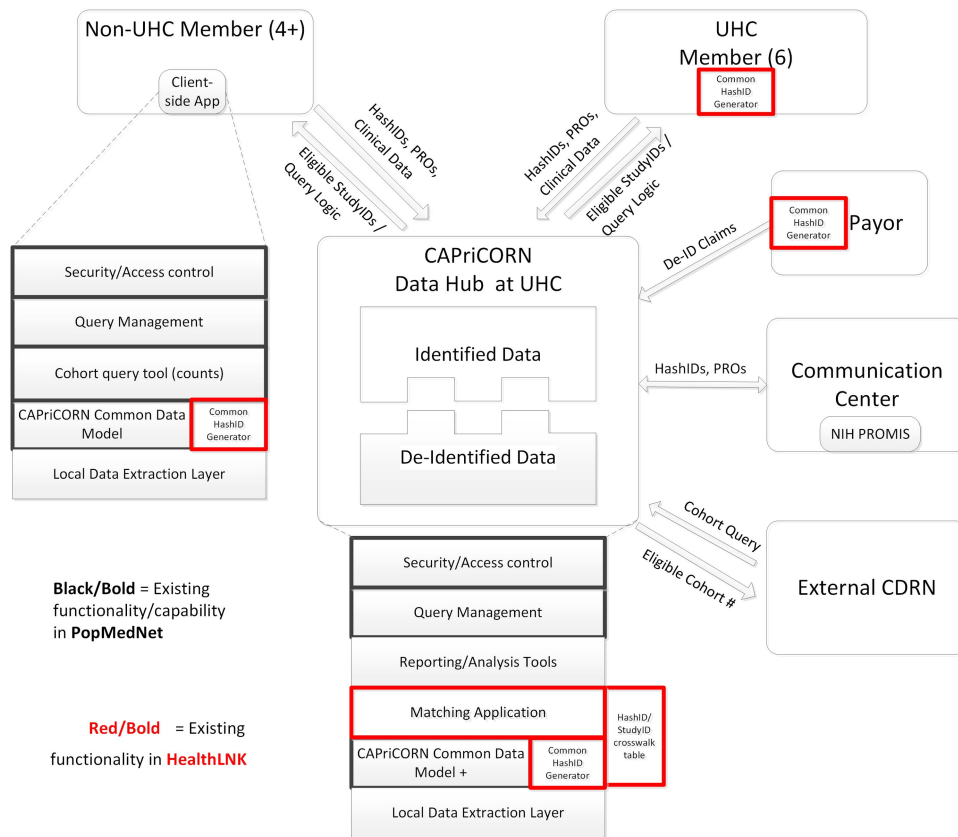 Non-UHC Member (4+)
Client-
side App
UHC
Member (6)
Common
HashID
Generator
HashIDs, PROs,
Clinical Data
Eligible StudyIDs /
Query Logic
HashIDs, PROs,
Clinical Data
Eligible StudyIDs /
Query Logic
Common
HashID
Generator
Payor
De-ID Claims
CAPriCORN
Data Hub at UHC
Identified Data
De-Identified Data
Security/Access control
Query Management
Cohort query tool (counts)
CAPriCORN Common Data
Model
Common
HashID
Generator
Local Data Extraction Layer
HashIDs, PROs
Communication
Center
NIH PROMIS
Cohort Query
Eligible Cohort #
External CDRN
Black/Bold = Existing
functionality/capability
in PopMedNet
Red/Bold = Existing
functionality in HealthLNK
Security/Access control
Query Management
Reporting/Analysis Tools
Matching Application
HashID/
StudyID
crosswalk
table
CAPriCORN Common Data
Model +
Common
HashID
Generator
Local Data Extraction Layer